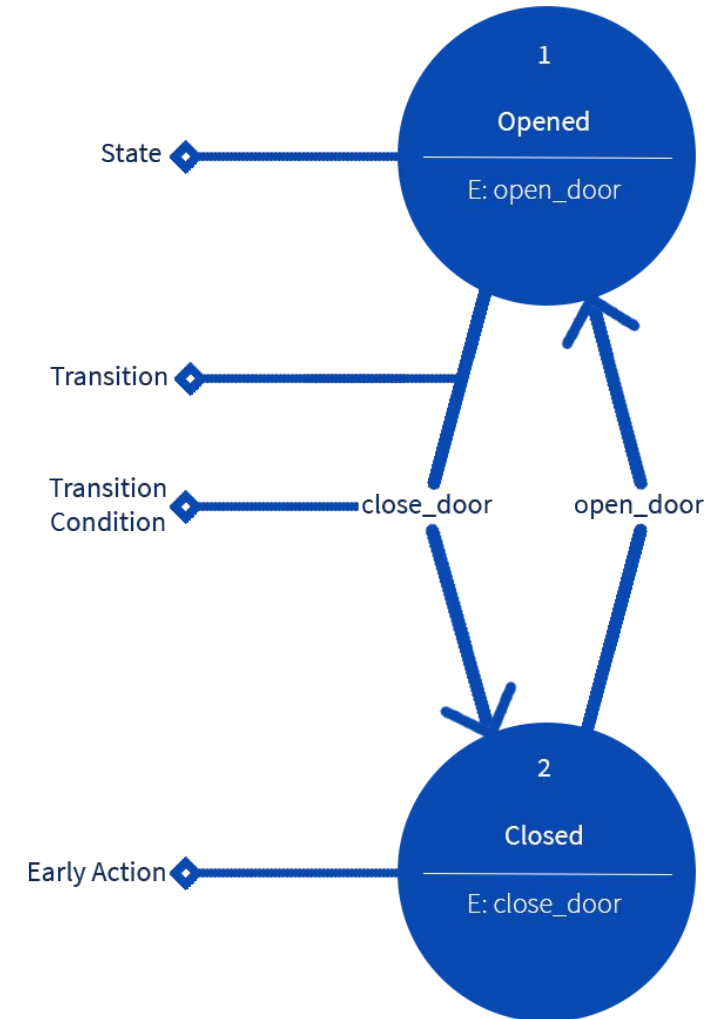 1
Opened
State
E: open_door
Transition
Transition
Condition
close_door
open_door
2
Closed
Early Action
E: close_door